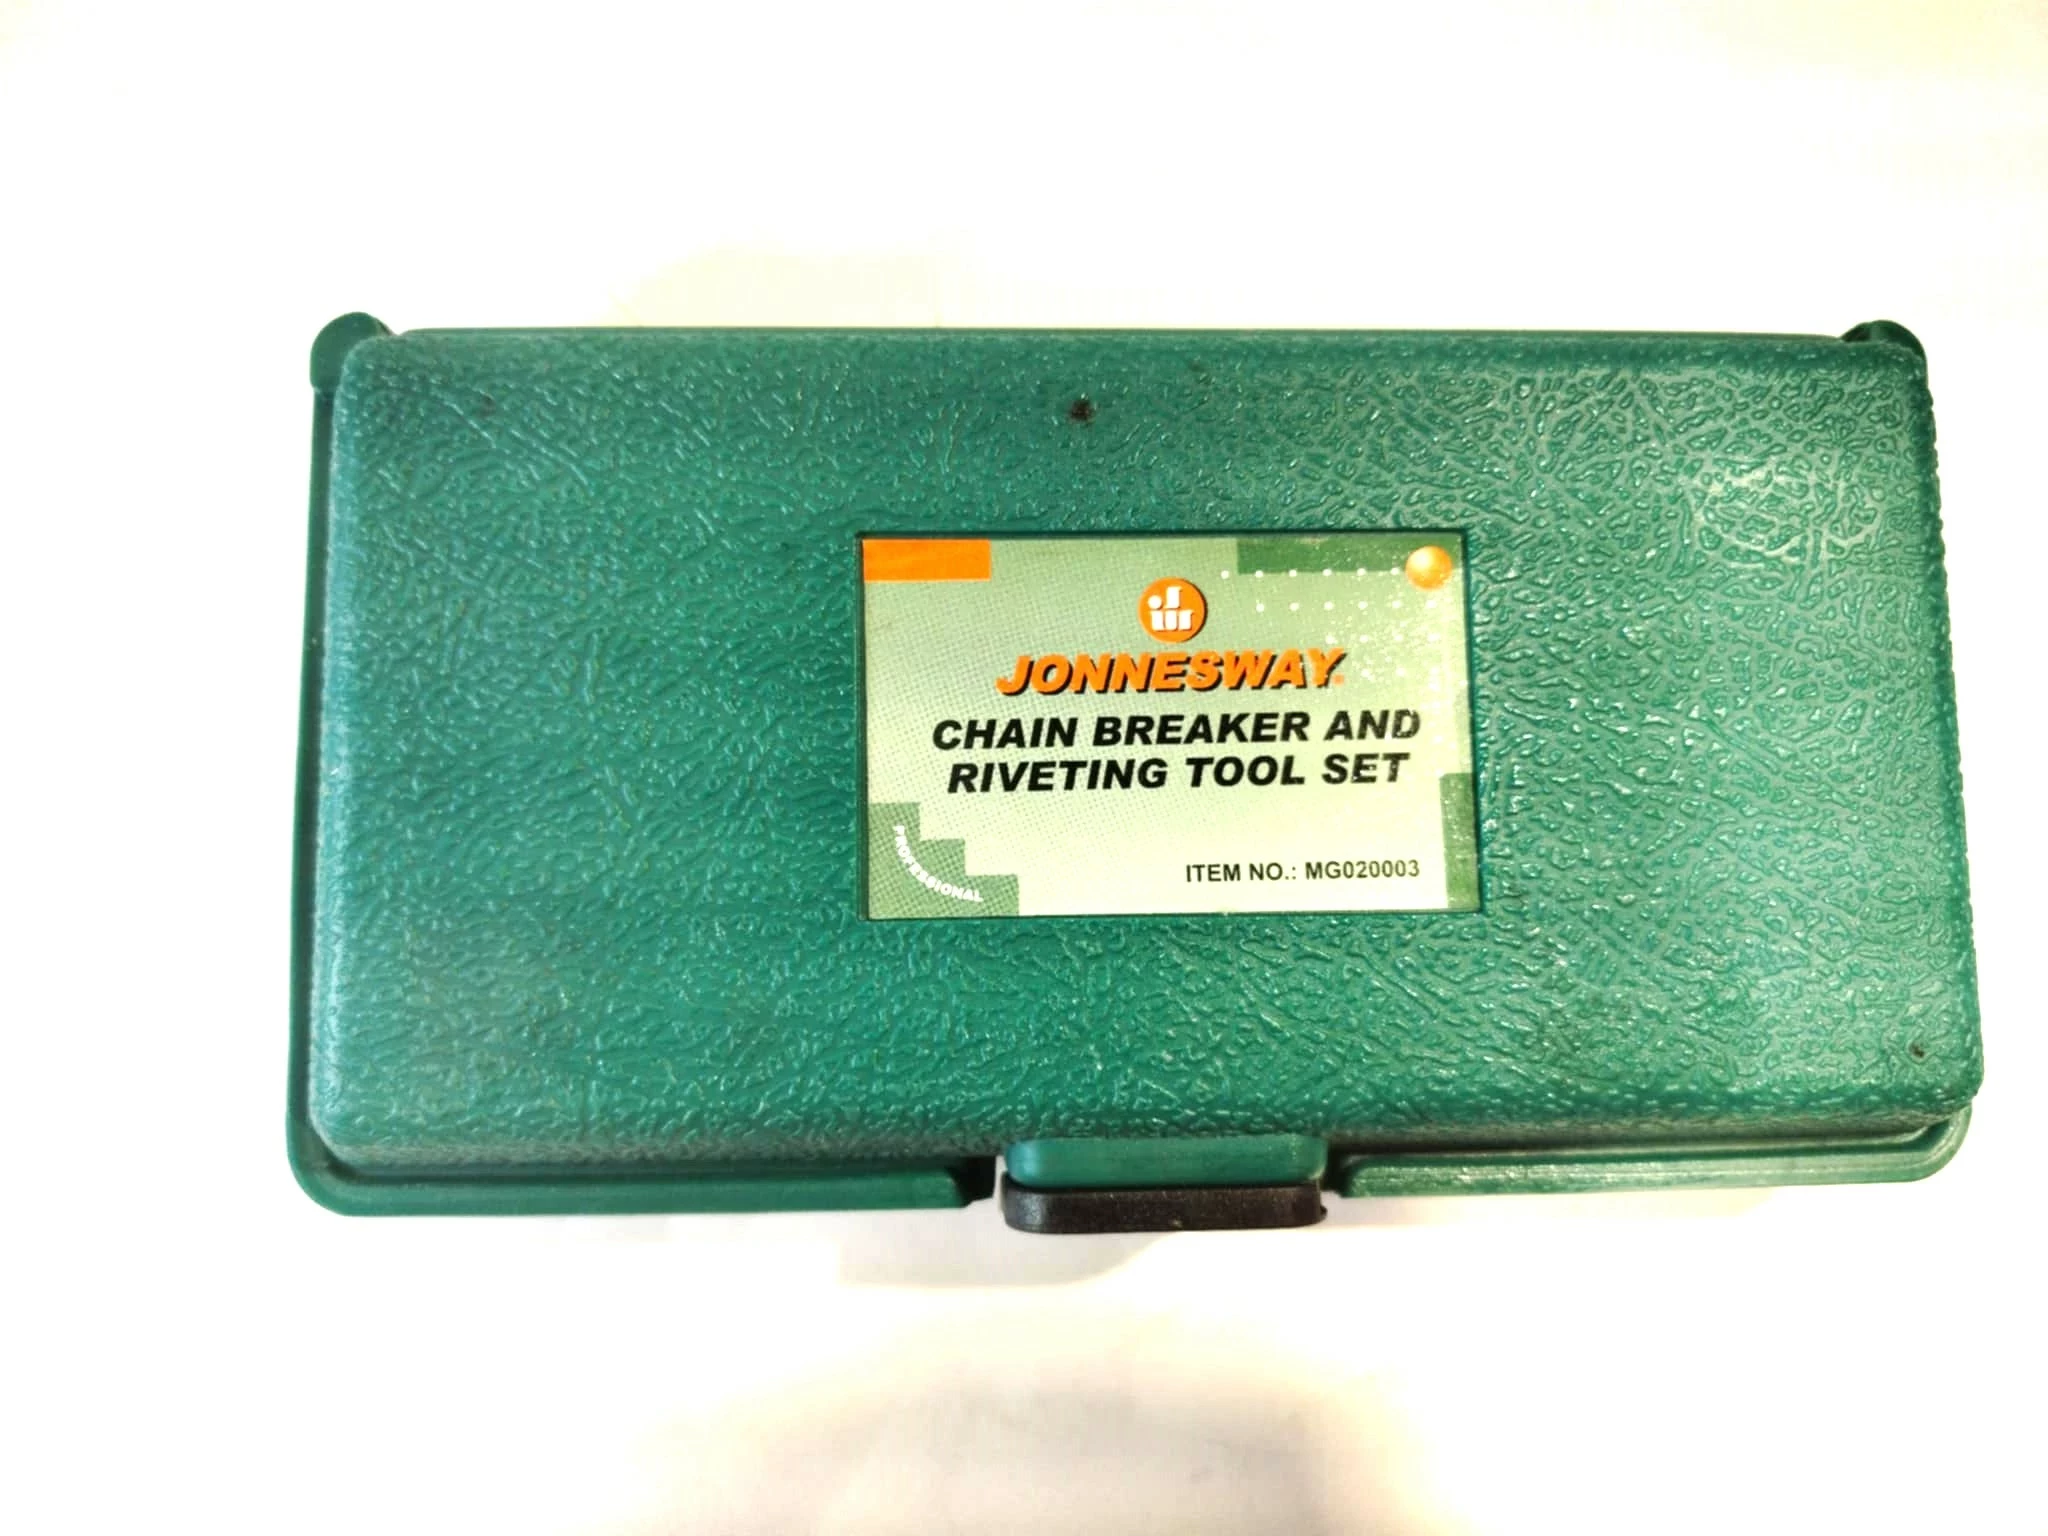 JONNESWAY
CHAIN BREAKER AND
RIVETING TOOL SET
PROFESSIONAL
ITEM NO.: MG020003